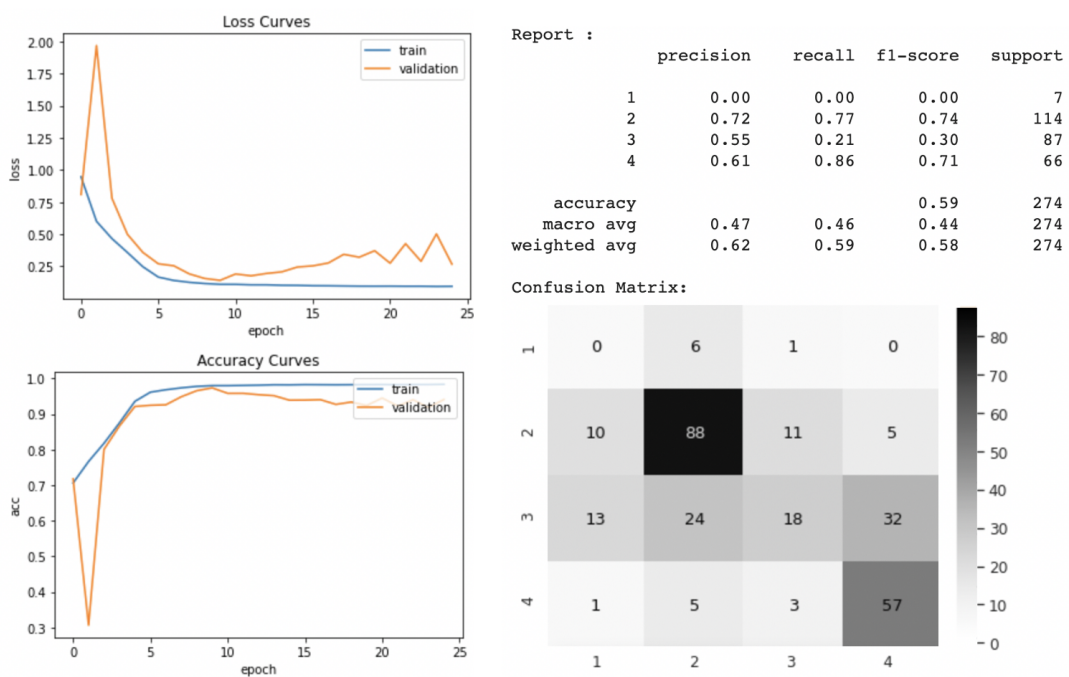 Loss Curves
2.00
1.75
1.50
1.25
1.00
0.75
0.50
0.25
loss
train
validation
0 5 10 15 20 25
epoch
Accuracy Curves
1.0
0.9
0.8
0.7
0.6
0.5
0.4
0.3
acc
train
validation
0 5 10 15 20 25
epoch
Report :
precision recall f1-score support
1 0.00 0.00 0.00 7
2 0.72 0.77 0.74 114
3 0.55 0.21 0.30 87
4 0.61 0.86 0.71 66
accuracy 0.59 274
macro avg 0.47 0.46 0.44 274
weighted avg 0.62 0.59 0.58 274
Confusion Matrix:
1 0 6 1 0
2 10 88 11 5
3 13 24 18 32
4 1 5 3 57
1 2 3 4
80
70
60
50
40
30
20
10
0